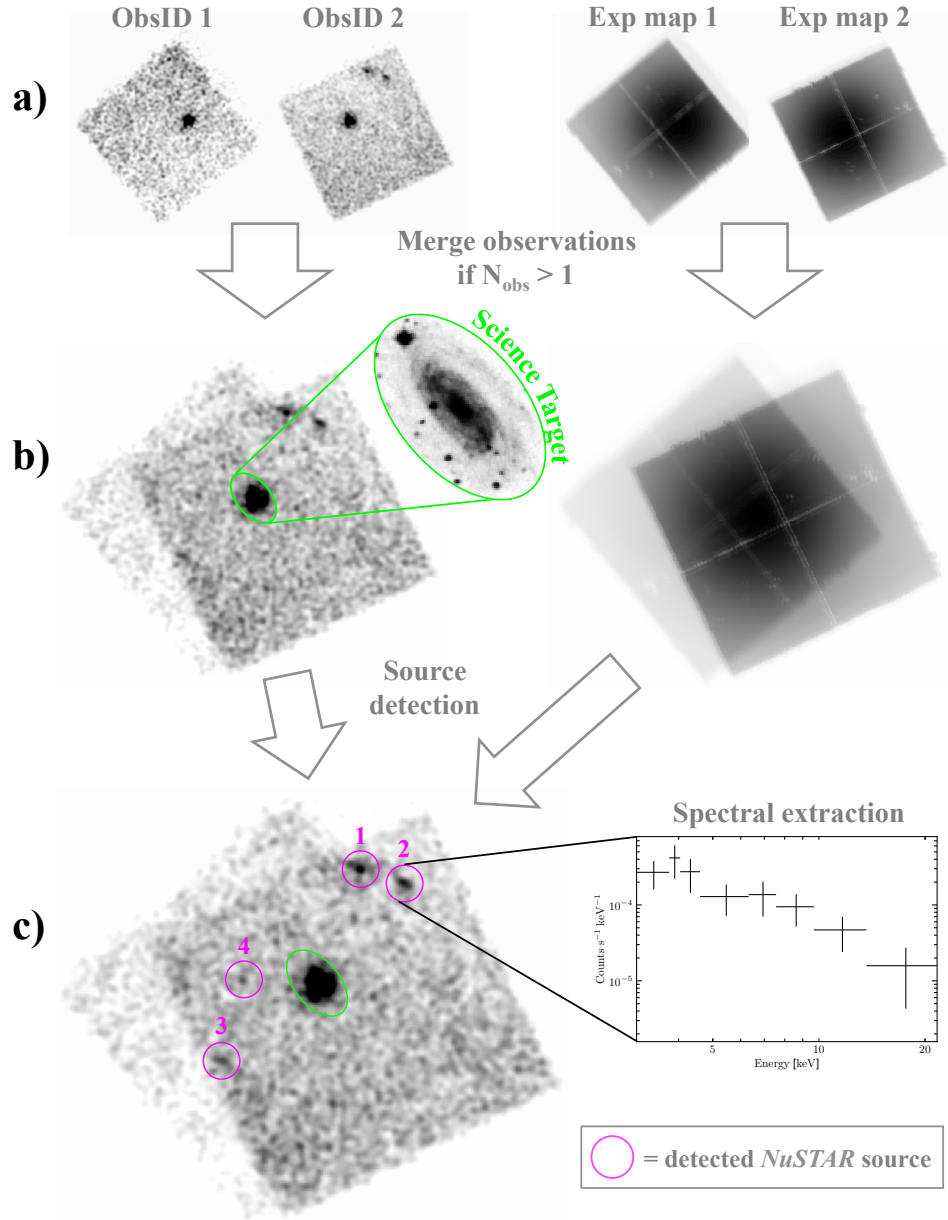 ObsID 1
ObsID 2
Exp map 1
Exp map 2
a)
Merge observations
if N_obs > 1
Science Target
b)
Source
detection
Spectral extraction
1
2
c)
4
3
Counts s⁻¹ keV⁻¹
10⁻⁴
10⁻⁵
5
10
20
Energy [keV]
= detected NuSTAR source